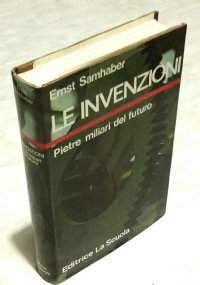 Ernst Samhaber
LE INVENZIONI
Pietre miliari del futuro
Editrice La Scuola